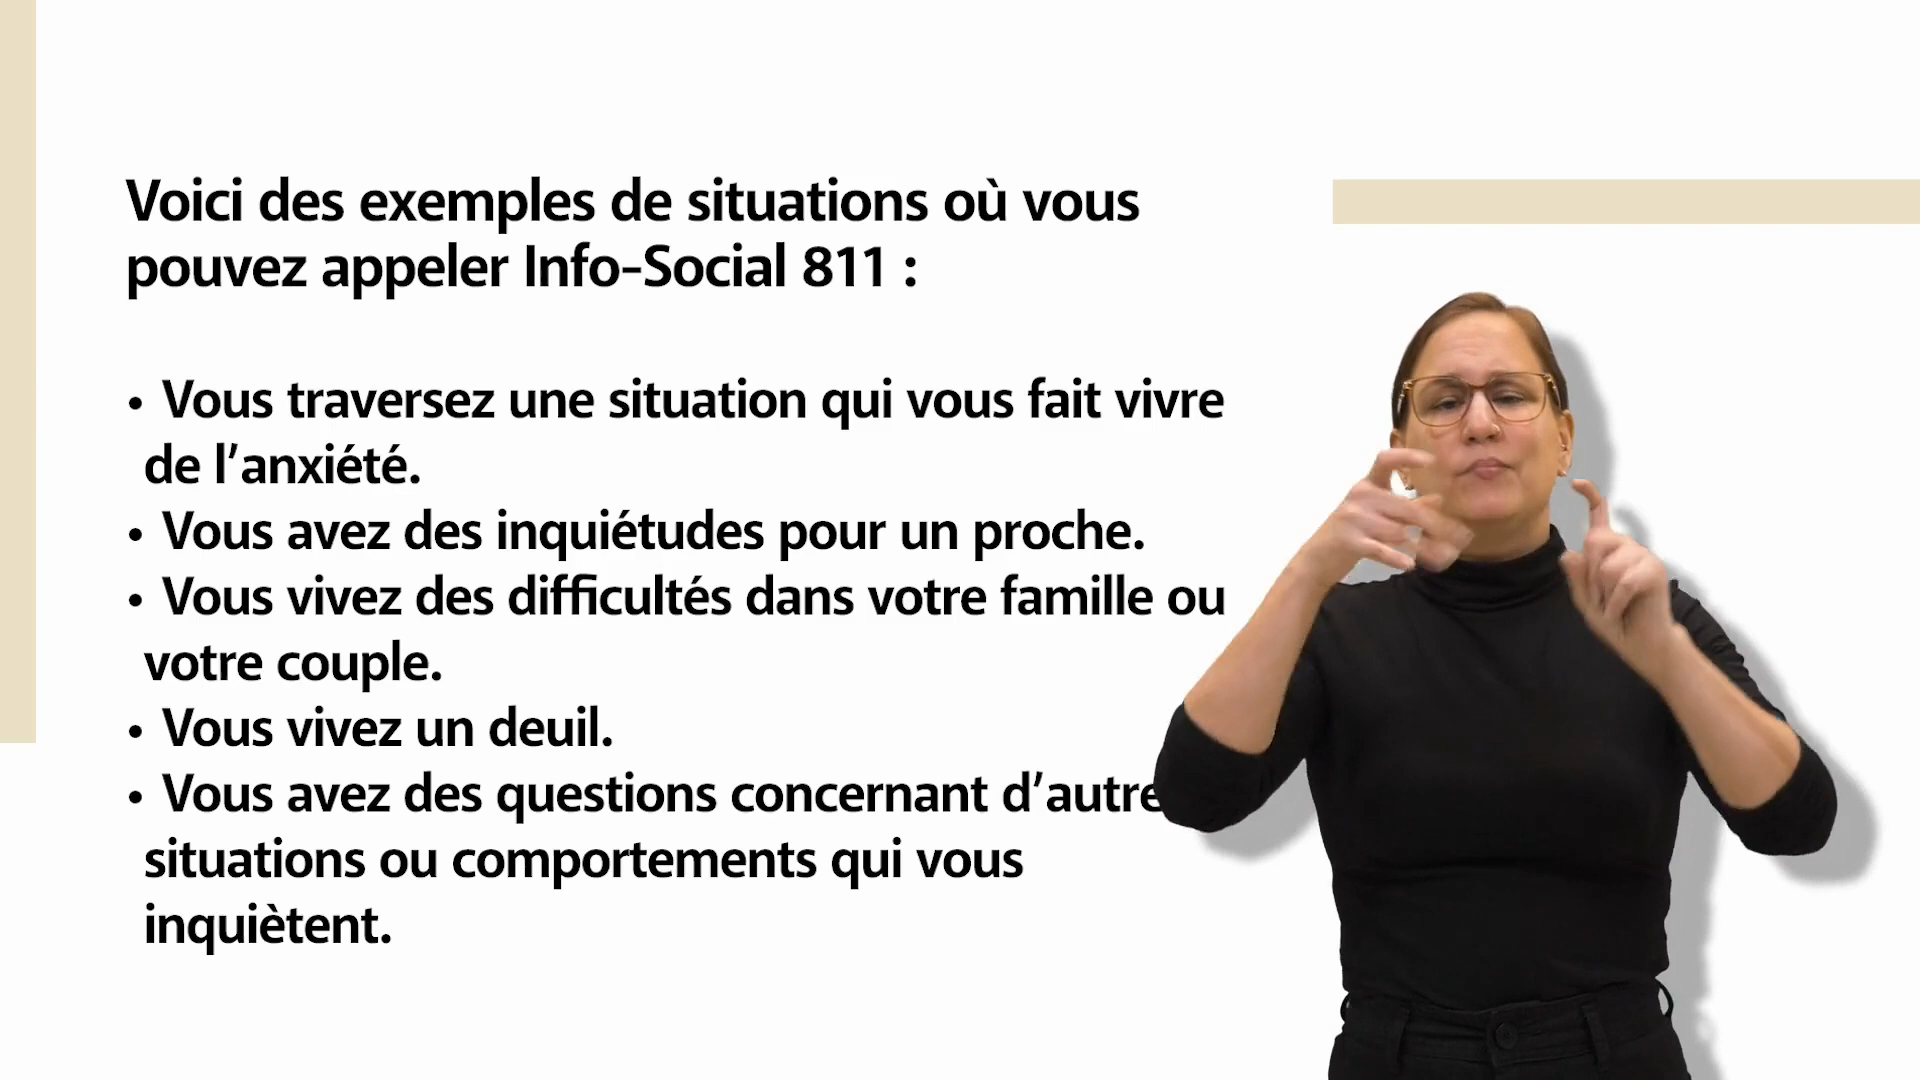 Voici des exemples de situations où vous
pouvez appeler Info-Social 811 :
• Vous traversez une situation qui vous fait vivre
de l’anxiété.
• Vous avez des inquiétudes pour un proche.
• Vous vivez des difficultés dans votre famille ou
votre couple.
• Vous vivez un deuil.
• Vous avez des questions concernant d’autre
situations ou comportements qui vous
inquiètent.